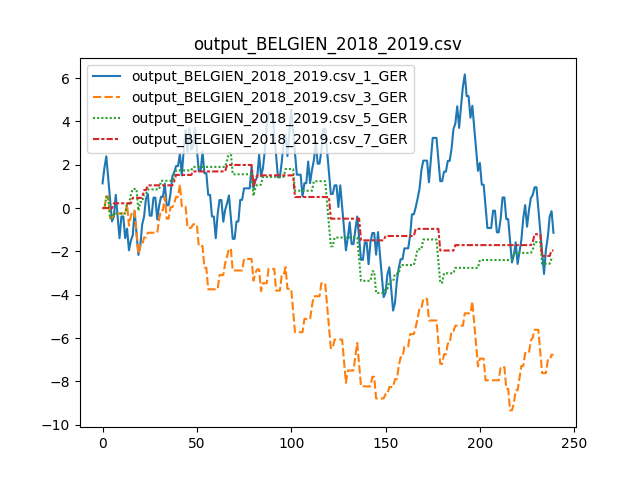 output_BELGIEN_2018_2019.csv
output_BELGIEN_2018_2019.csv_1_GER
output_BELGIEN_2018_2019.csv_3_GER
output_BELGIEN_2018_2019.csv_5_GER
output_BELGIEN_2018_2019.csv_7_GER
6
4
2
0
−2
−4
−6
−8
−10
0 50 100 150 200 250